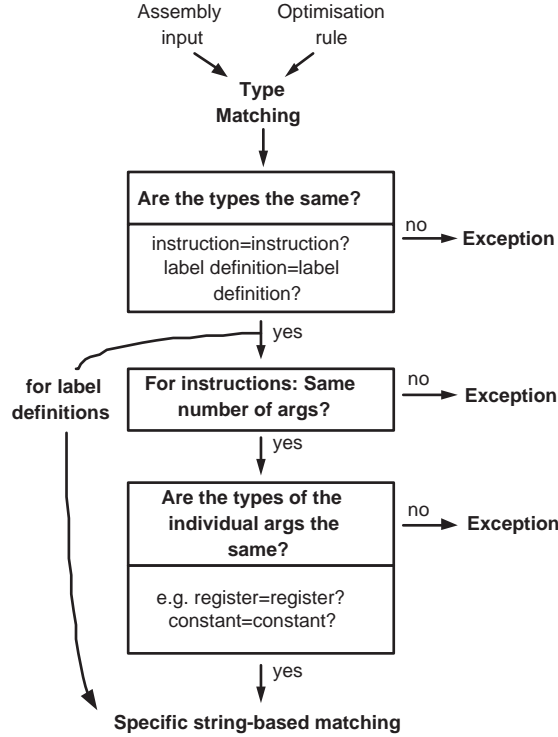 Assembly
input
Optimisation
rule
Type
Matching
Are the types the same?
no
Exception
instruction=instruction?
label definition=label
definition?
yes
for label
definitions
For instructions: Same
number of args?
no
Exception
yes
Are the types of the
individual args the
same?
no
Exception
e.g. register=register?
constant=constant?
yes
Specific string-based matching